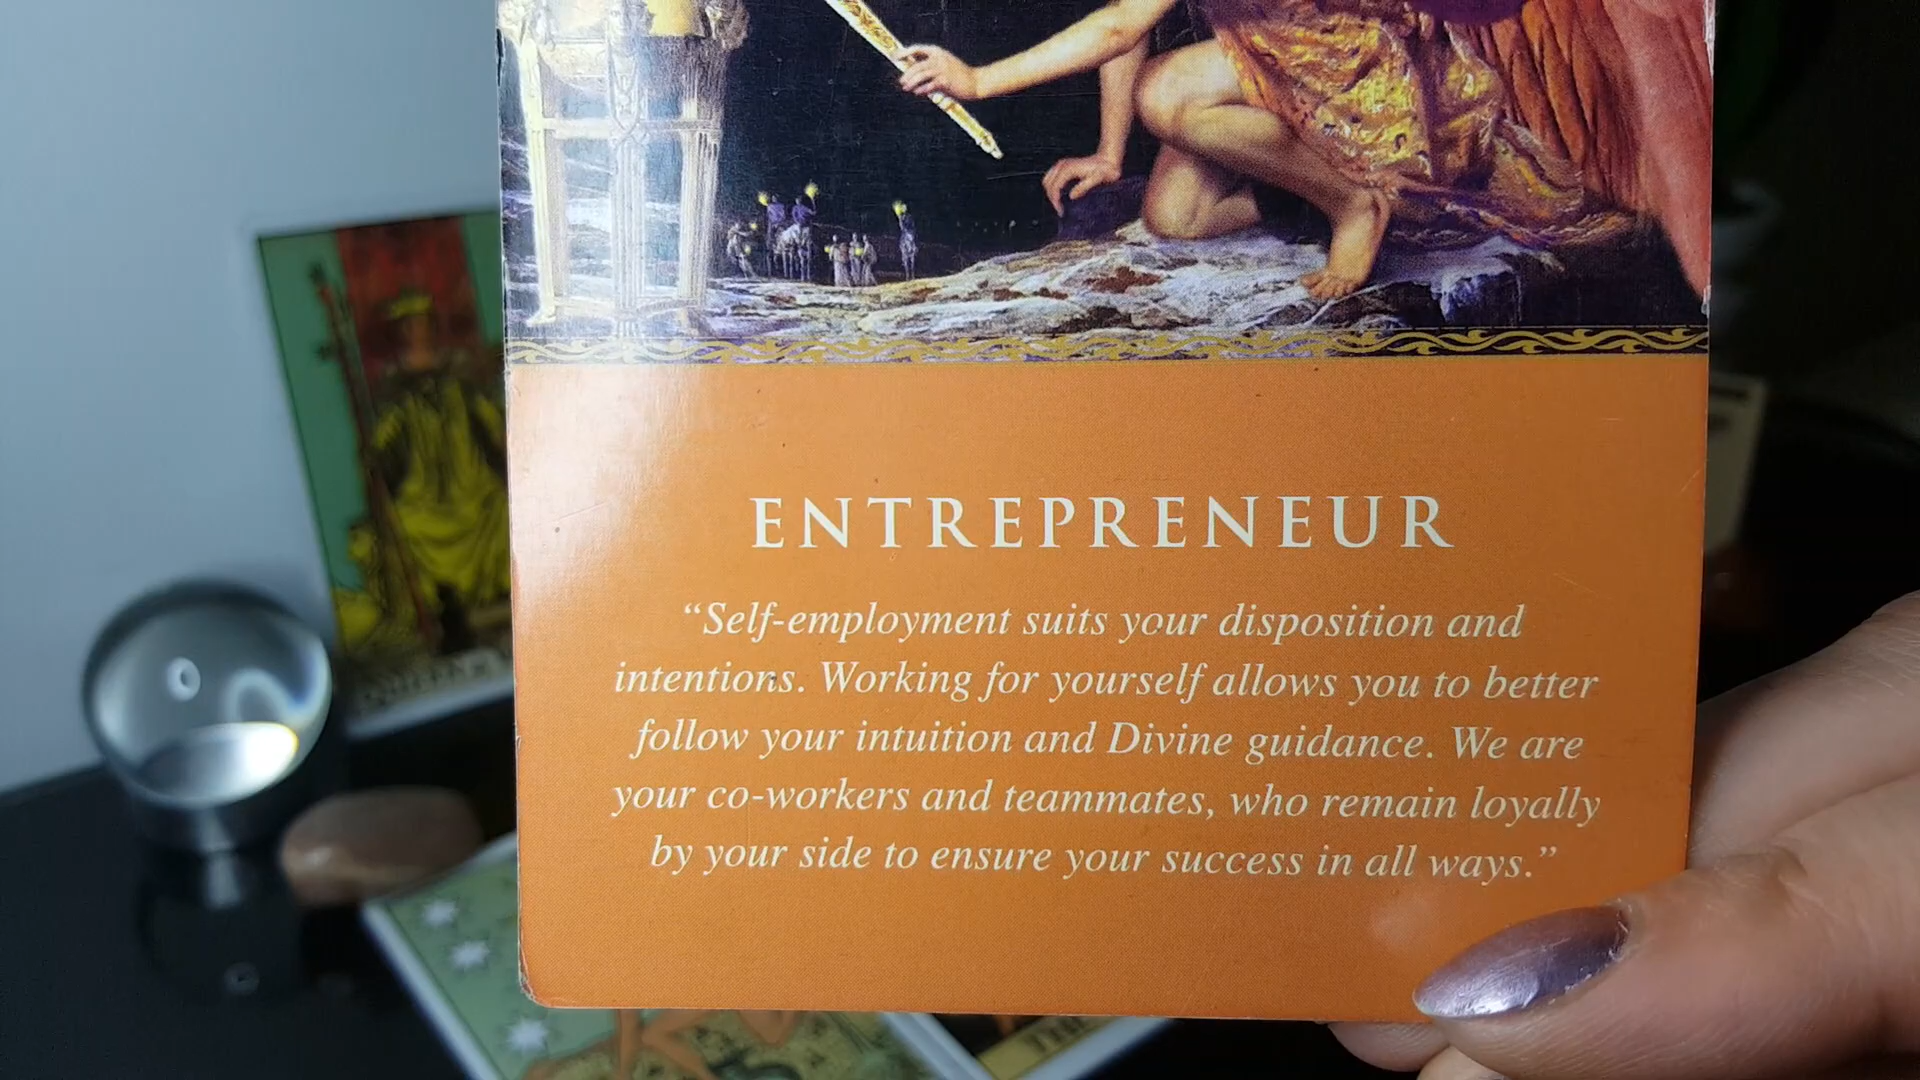 ENTREPRENEUR
“Self-employment suits your disposition and
intentions. Working for yourself allows you to better
follow your intuition and Divine guidance. We are
your co-workers and teammates, who remain loyally
by your side to ensure your success in all ways.”